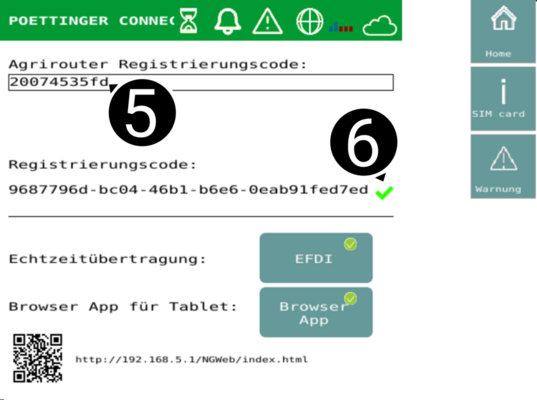 POETTINGER CONNEC
Home
Agrirouter Registrierungscode:
20074535fd
5
SIM card
6
Registrierungscode:
9687796d-bc04-46b1-b6e6-0eab91fed7ed
Warnung
Echtzeitübertragung:
EFDI
Browser App für Tablet:
Browser
App
http://192.168.5.1/NGWeb/index.html